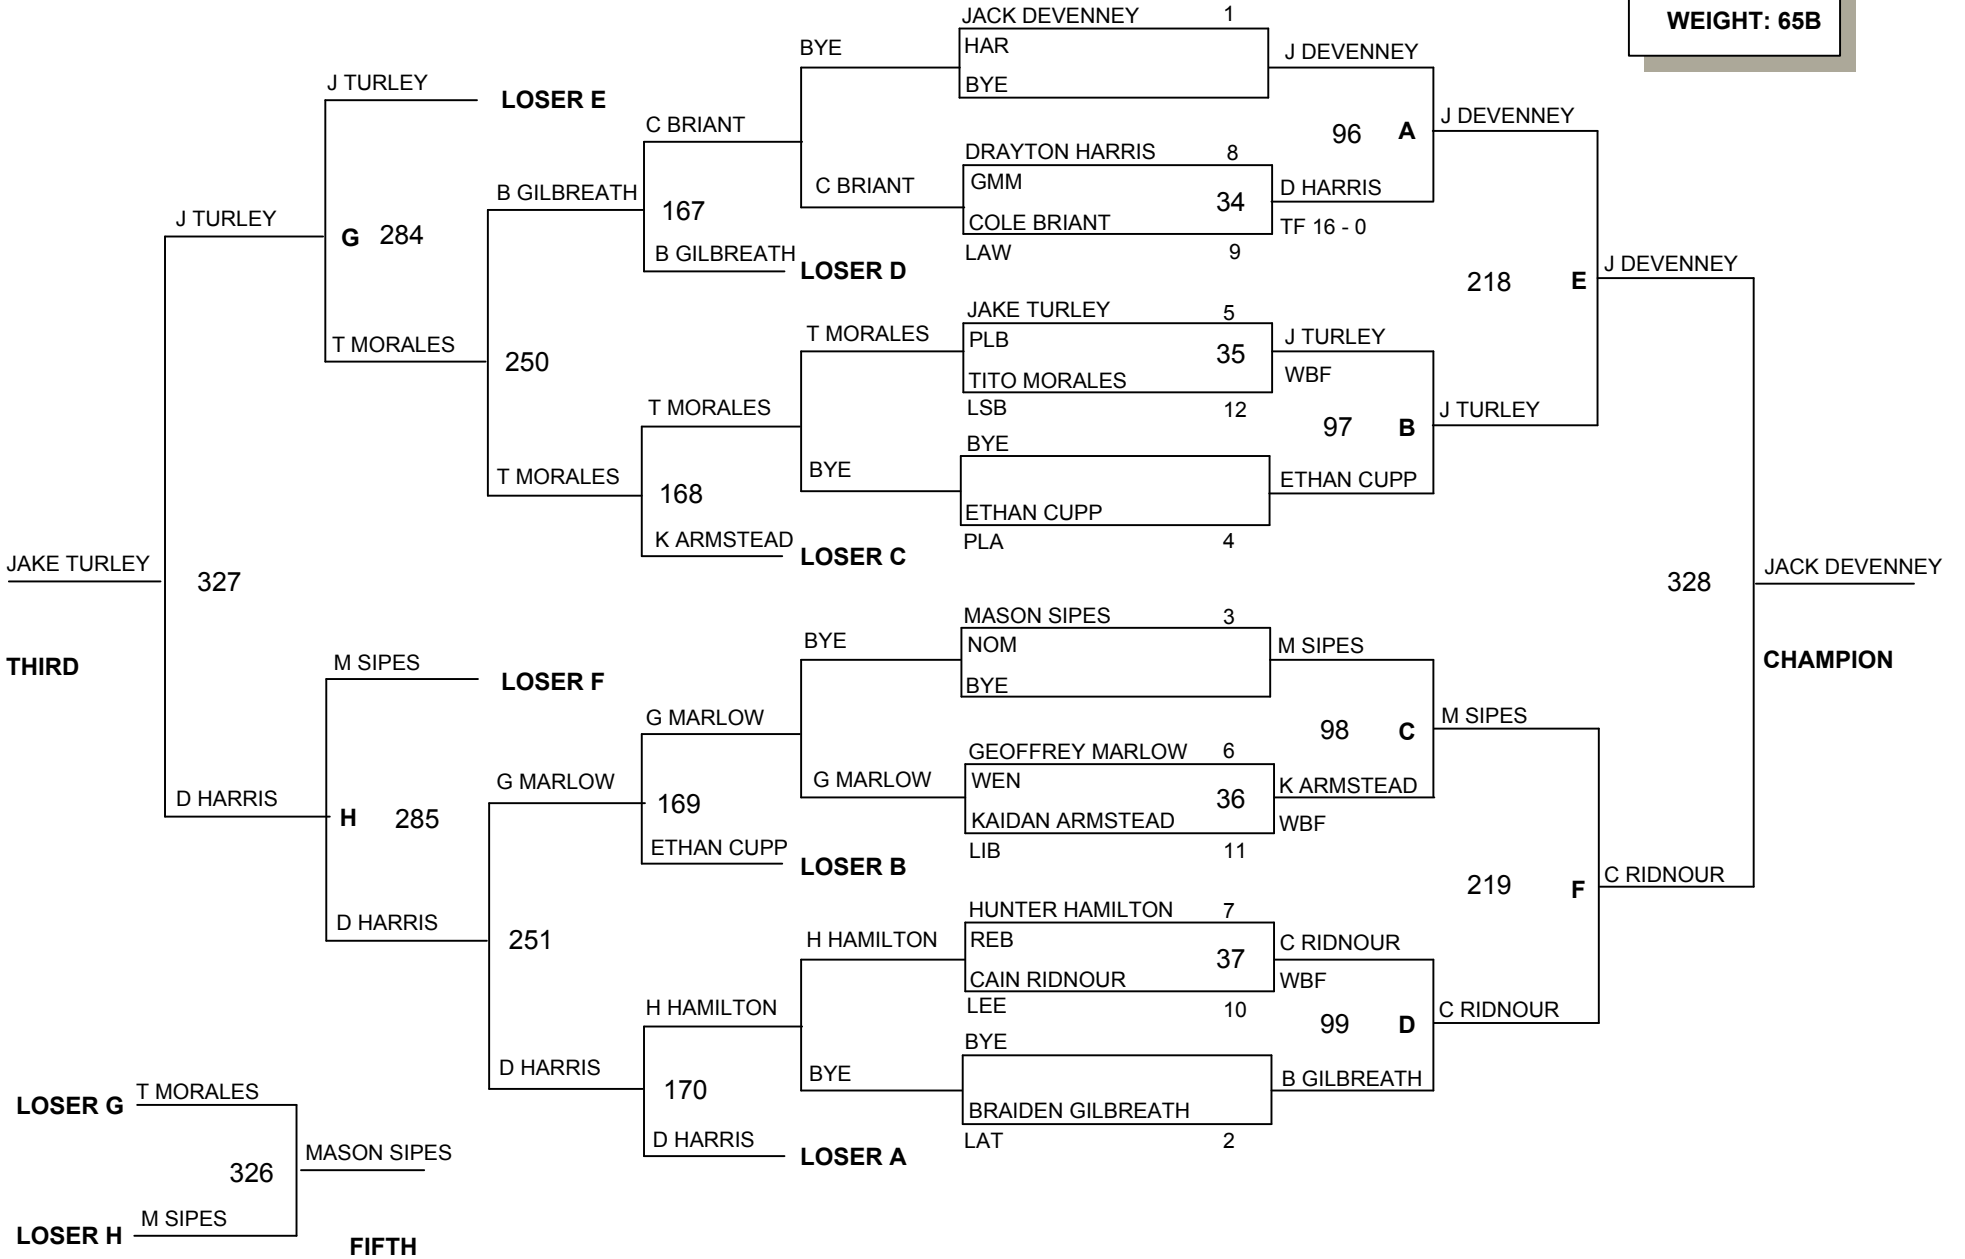 WEIGHT: 65B
JACK DEVENNEY 1
HAR
BYE
BYE
J DEVENNEY
J TURLEY
LOSER E
C BRIANT
96 A
J DEVENNEY
DRAYTON HARRIS 8
GMM
COLE BRIANT
34
LAW 9
C BRIANT
D HARRIS
TF 16 - 0
B GILBREATH
167
B GILBREATH
LOSER D
J TURLEY
G 284
218 E
J DEVENNEY
JAKE TURLEY 5
PLB
TITO MORALES
35
LSB 12
T MORALES
J TURLEY
WBF
T MORALES
250
T MORALES
97 B
J TURLEY
BYE
ETHAN CUPP
PLA 4
BYE
ETHAN CUPP
T MORALES
168
K ARMSTEAD
LOSER C
JAKE TURLEY
327
THIRD
328
JACK DEVENNEY
CHAMPION
MASON SIPES 3
NOM
BYE
BYE
M SIPES
M SIPES
LOSER F
G MARLOW
98 C
M SIPES
GEOFFREY MARLOW 6
WEN
KAIDAN ARMSTEAD
36
LIB 11
G MARLOW
K ARMSTEAD
WBF
G MARLOW
169
ETHAN CUPP
LOSER B
D HARRIS
H 285
219 F
C RIDNOUR
HUNTER HAMILTON 7
REB
CAIN RIDNOUR
37
LEE 10
H HAMILTON
C RIDNOUR
WBF
D HARRIS
251
H HAMILTON
99 D
C RIDNOUR
BYE
BRAIDEN GILBREATH
LAT 2
BYE
B GILBREATH
D HARRIS
170
D HARRIS
LOSER A
LOSER G T MORALES
326
MASON SIPES
LOSER H M SIPES
FIFTH